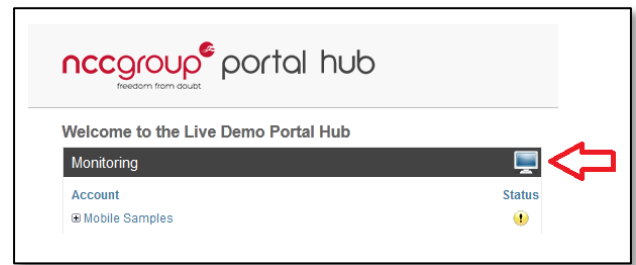 nccgroup portal hub
freedom from doubt
Welcome to the Live Demo Portal Hub
Monitoring
Account Status
Mobile Samples